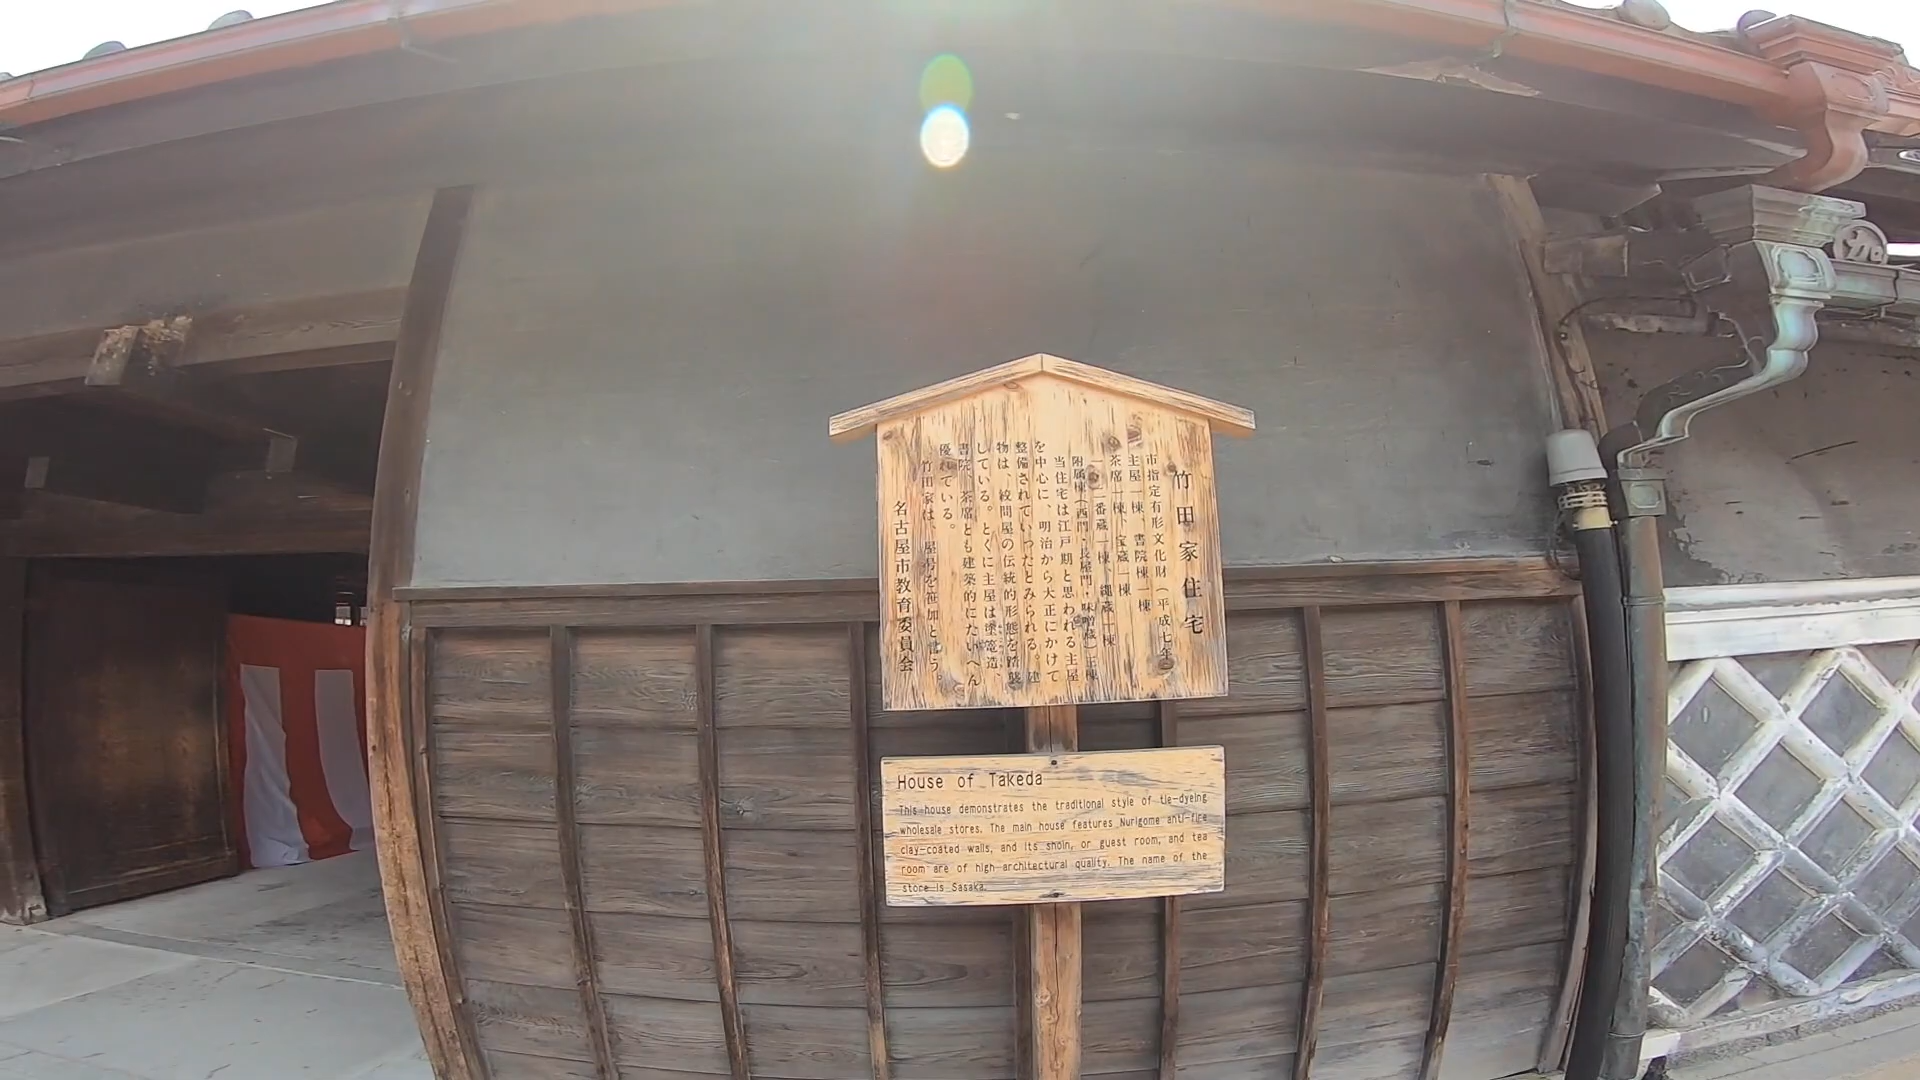 竹田家住宅
市指定有形文化財(平成七年)
主屋一棟、書院棟一棟
茶席一棟、宝蔵一棟
一・二番蔵一棟、縄蔵一棟
附属棟(西門・長屋門・味噌蔵)三棟
当住宅は江戸期と思われる主屋
を中心に、明治から大正にかけて
整備されていったとみられる。建
物は、絞問屋の伝統的形態を踏襲
している。とくに主屋は塗篭造、
書院、茶席とも建築的にたいへん
優れている。
竹田家は、屋号を笹加と言う。
名古屋市教育委員会
House of Takeda
This house demonstrates the traditional style of tie-dyeing
wholesale stores. The main house features Nurigome anti-fire
clay-coated walls, and its shoin, or guest room, and tea
room are of high architectural quality. The name of the
store is Sasaka.